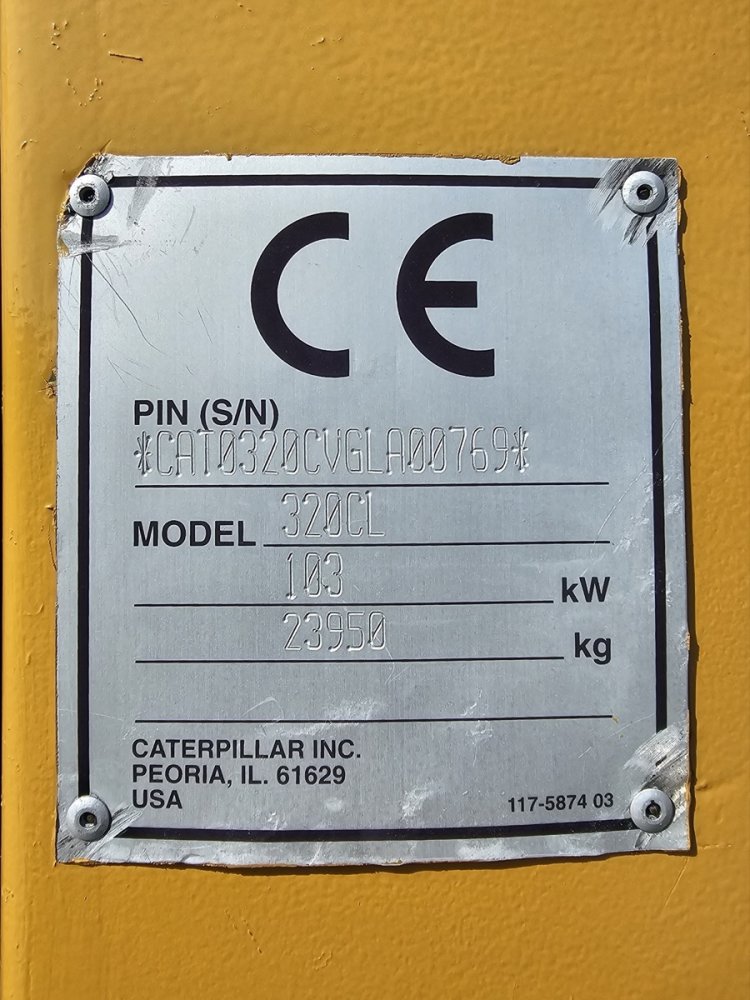 CE
PIN (S/N)
*CAT0320CVGLA00769*
MODEL 320CL
103 kW
23950 kg
CATERPILLAR INC.
PEORIA, IL. 61629
USA
117-5874 03